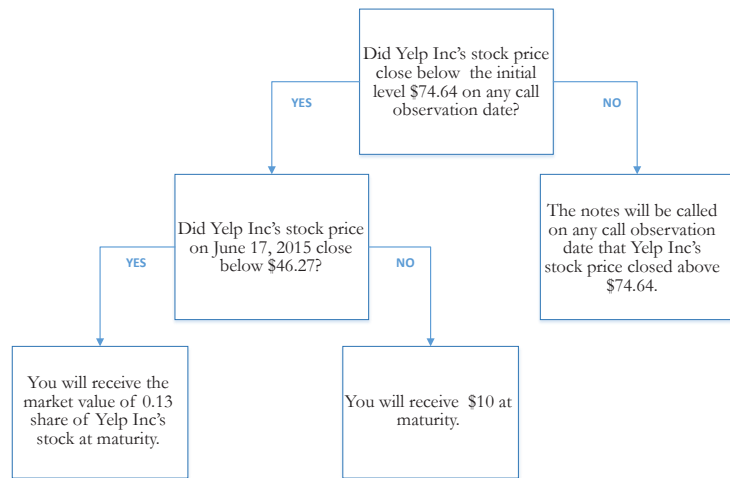 Did Yelp Inc's stock price
close below the initial
level $74.64 on any call
observation date?
YES
NO
Did Yelp Inc's stock price
on June 17, 2015 close
below $46.27?
The notes will be called
on any call observation
date that Yelp Inc's
stock price closed above
$74.64.
YES
NO
You will receive the
market value of 0.13
share of Yelp Inc's
stock at maturity.
You will receive $10 at
maturity.